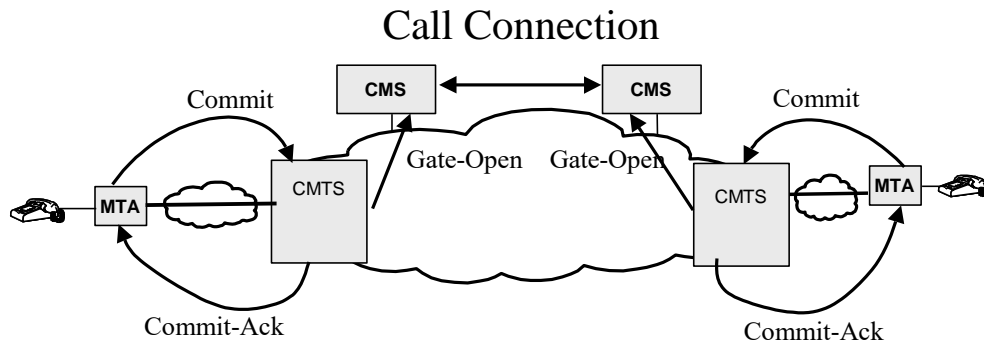 Call Connection
CMS
CMS
Commit
Commit
Gate-Open
Gate-Open
CMTS
CMTS
MTA
MTA
Commit-Ack
Commit-Ack